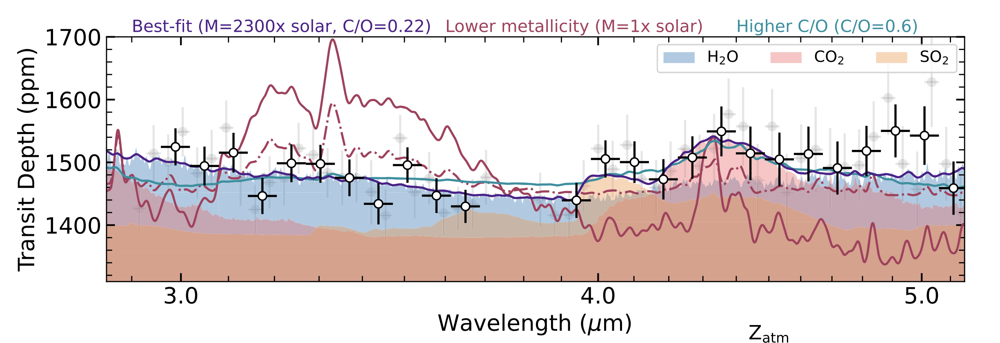 Best-fit (M=2300x solar, C/O=0.22) Lower metallicity (M=1x solar) Higher C/O (C/O=0.6)
1700
1600
1500
1400
Transit Depth (ppm)
H₂O CO₂ SO₂
3.0 4.0 5.0
Wavelength (μm)
Zₐₜₘ